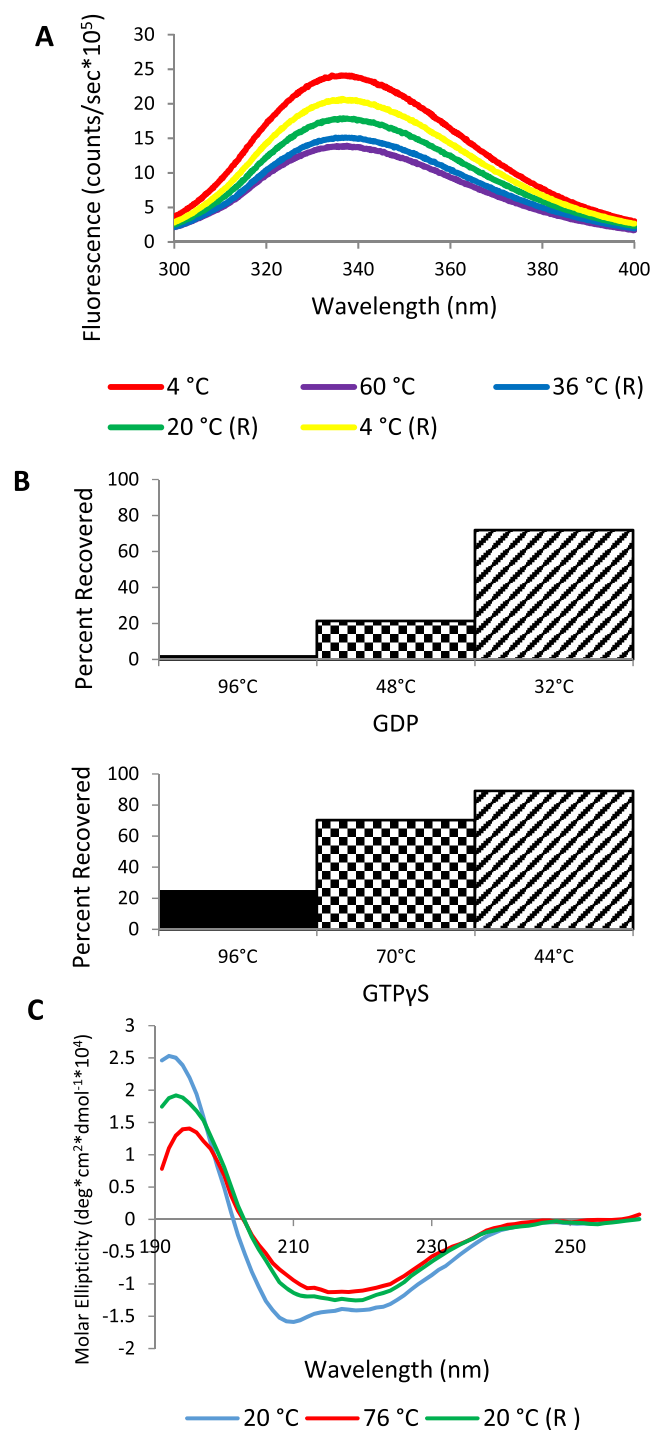 A
Fluorescence (counts/sec*10⁵)
30
25
20
15
10
5
0
300 320 340 360 380 400
Wavelength (nm)
4 °C 60 °C 36 °C (R)
20 °C (R) 4 °C (R)
B
Percent Recovered
100
80
60
40
20
0
96°C 48°C 32°C
GDP
Percent Recovered
100
80
60
40
20
0
96°C 70°C 44°C
GTPγS
C
Molar Ellipticity (deg*cm²*dmol⁻¹*10⁴)
3
2.5
2
1.5
1
0.5
0
-0.5
-1
-1.5
-2
190 210 230 250
Wavelength (nm)
20 °C 76 °C 20 °C (R )